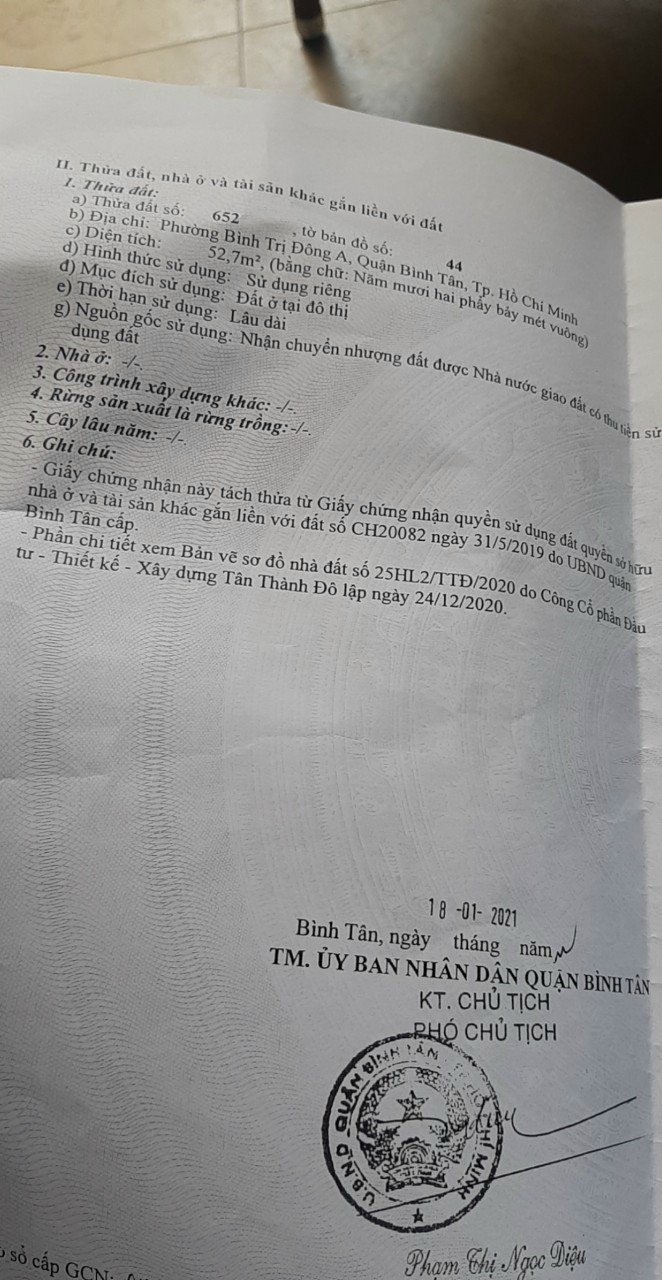 II. Thửa đất, nhà ở và tài sản khác gắn liền với đất
1. Thửa đất:
a) Thửa đất số: 652 , tờ bản đồ số: 44
b) Địa chỉ: Phường Bình Trị Đông A, Quận Bình Tân, Tp. Hồ Chí Minh
c) Diện tích: 52,7m², (bằng chữ: Năm mươi hai phẩy bảy mét vuông)
d) Hình thức sử dụng: Sử dụng riêng
đ) Mục đích sử dụng: Đất ở tại đô thị
e) Thời hạn sử dụng: Lâu dài
g) Nguồn gốc sử dụng: Nhận chuyển nhượng đất được Nhà nước giao đất có thu tiền sử
dụng đất
2. Nhà ở: -/-.
3. Công trình xây dựng khác: -/-.
4. Rừng sản xuất là rừng trồng: -/-.
5. Cây lâu năm: -/-.
6. Ghi chú:
- Giấy chứng nhận này tách thửa từ Giấy chứng nhận quyền sử dụng đất quyền sở hữu
nhà ở và tài sản khác gắn liền với đất số CH20082 ngày 31/5/2019 do UBND quận
Bình Tân cấp.
- Phần chi tiết xem Bản vẽ sơ đồ nhà đất số 25HL2/TTĐ/2020 do Công Cổ phần Đầu
tư - Thiết kế - Xây dựng Tân Thành Đô lập ngày 24/12/2020.
18 -01- 2021
Bình Tân, ngày tháng năm
TM. ỦY BAN NHÂN DÂN QUẬN BÌNH TÂN
KT. CHỦ TỊCH
PHÓ CHỦ TỊCH
U.B.N.D QUẬN BÌNH TÂN HỒ CHÍ MINH
Phạm Thị Ngọc Diệu
sổ cấp GCN: